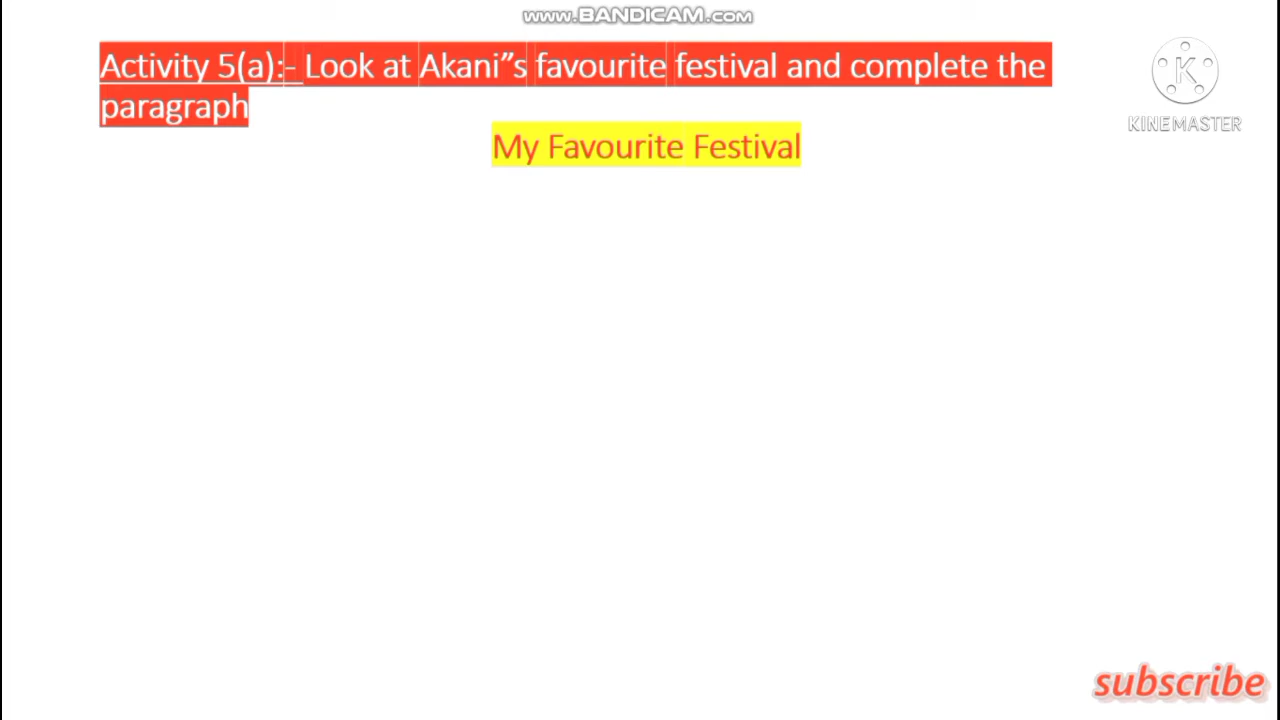 www.BANDICAM.com
Activity 5(a):- Look at Akani”s favourite festival and complete the
paragraph
KINEMASTER
My Favourite Festival
subscribe